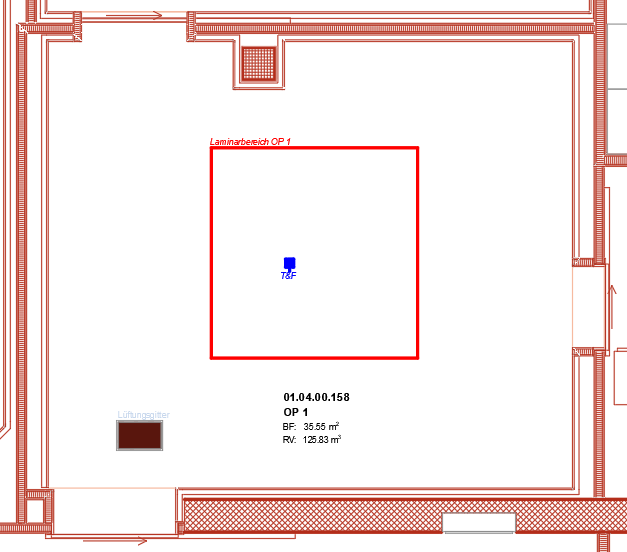 Laminarbereich OP 1
T&F
01.04.00.158
OP 1
Lüftungsgitter
BF: 35.55 m²
RV: 125.83 m³